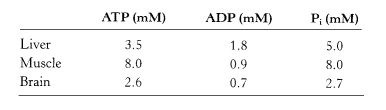 ATP (mM) ADP (mM) Pi (mM)
Liver 3.5 1.8 5.0
Muscle 8.0 0.9 8.0
Brain 2.6 0.7 2.7